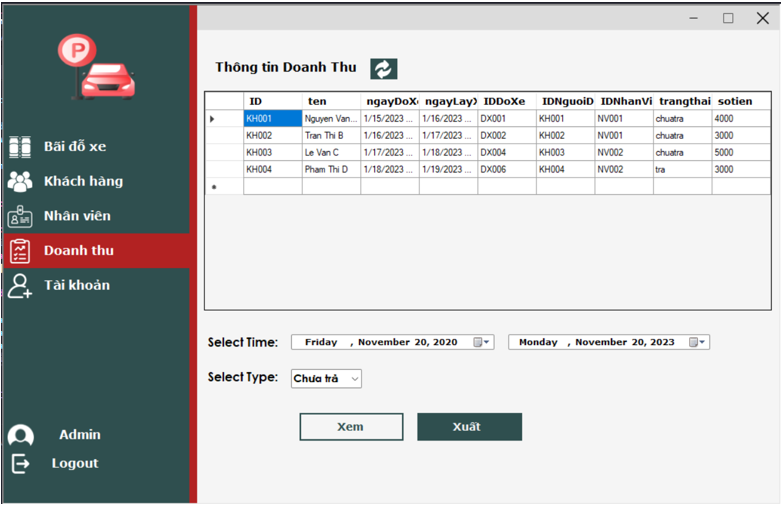 P
Thông tin Doanh Thu
ID ten ngayDoX ngayLayX IDDoXe IDNguoiD IDNhanVi trangthai sotien
KH001 Nguyen Van... 1/15/2023 ... 1/16/2023 ... DX001 KH001 NV001 chuatra 4000
KH002 Tran Thi B 1/16/2023 ... 1/17/2023 ... DX002 KH002 NV001 chuatra 3000
KH003 Le Van C 1/17/2023 ... 1/18/2023 ... DX004 KH003 NV002 chuatra 5000
KH004 Pham Thi D 1/18/2023 ... 1/19/2023 ... DX006 KH004 NV002 tra 3000
Bãi đỗ xe
Khách hàng
Nhân viên
Doanh thu
Tài khoản
Select Time: Friday , November 20, 2020 Monday , November 20, 2023
Select Type: Chưa trả
Xem Xuất
Admin
Logout